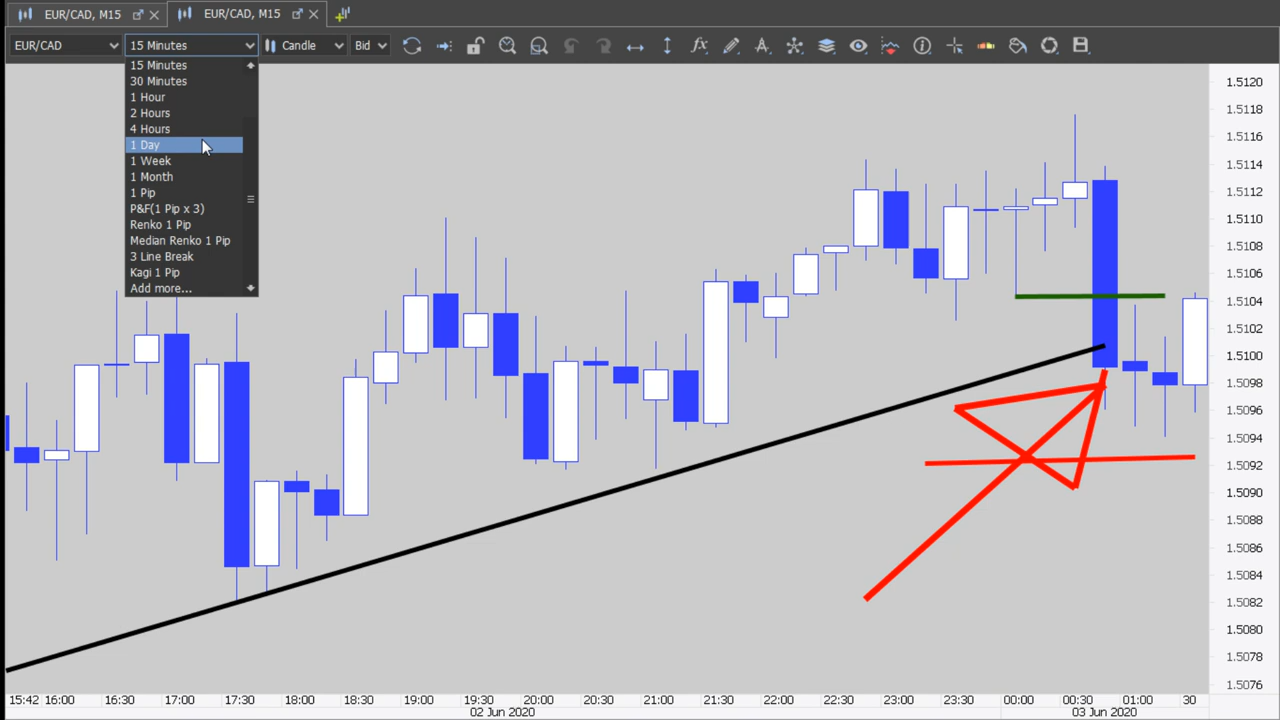 EUR/CAD, M15
EUR/CAD, M15
EUR/CAD
15 Minutes
Candle
Bid
15 Minutes
30 Minutes
1 Hour
2 Hours
4 Hours
1 Day
1 Week
1 Month
1 Pip
P&F(1 Pip x 3)
Renko 1 Pip
Median Renko 1 Pip
3 Line Break
Kagi 1 Pip
Add more...
1.5120
1.5118
1.5116
1.5114
1.5112
1.5110
1.5108
1.5106
1.5104
1.5102
1.5100
1.5098
1.5096
1.5094
1.5092
1.5090
1.5088
1.5086
1.5084
1.5082
1.5080
1.5078
1.5076
15:42 16:00 16:30 17:00 17:30 18:00 18:30 19:00 19:30 20:00 20:30 21:00 21:30 22:00 22:30 23:00 23:30 00:00 00:30 01:00 30
02 Jun 2020 03 Jun 2020